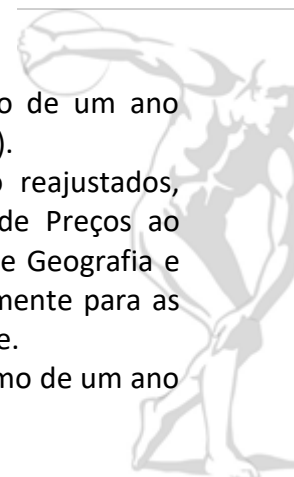 o de um ano
).
o reajustados,
de Preços ao
e Geografia e
mente para as
e.
mo de um ano